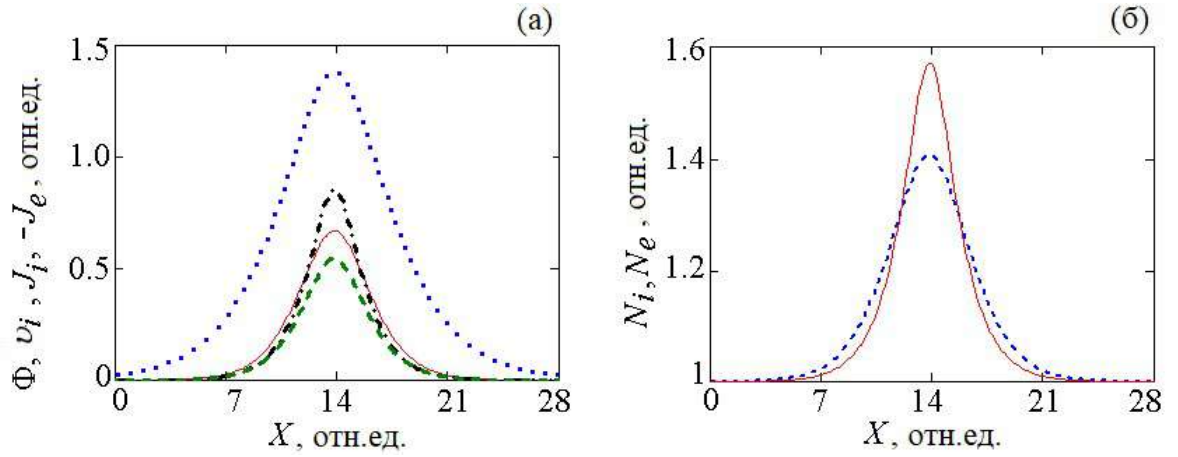 (а)
Φ, υi , Ji , -Je , отн.ед.
1.5
1.0
0.5
0
0 7 14 21 28
X , отн.ед.
(б)
Ni,Ne , отн.ед.
1.6
1.4
1.2
1
0 7 14 21 28
X , отн.ед.